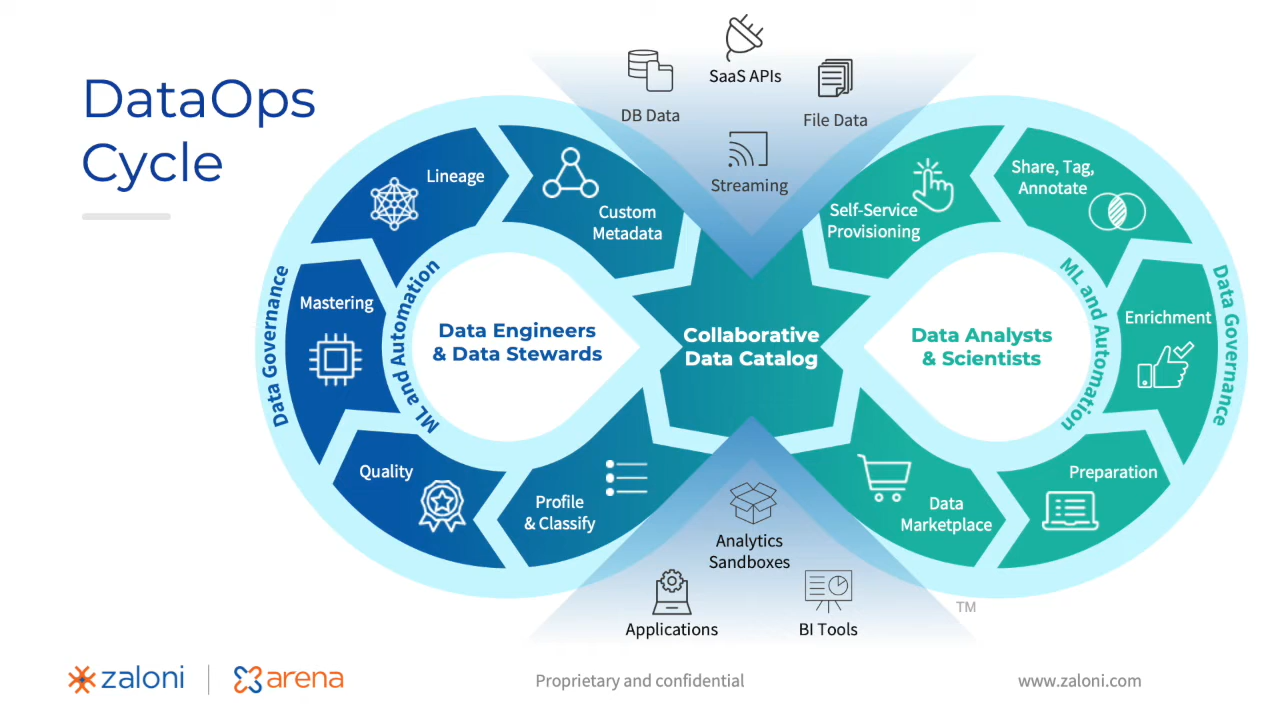 DataOps
Cycle
SaaS APIs
DB Data
File Data
Streaming
Lineage
Custom
Metadata
Mastering
Quality
Profile
& Classify
Data Governance
ML and Automation
Data Engineers
& Data Stewards
Collaborative
Data Catalog
Self-Service
Provisioning
Share, Tag,
Annotate
Enrichment
Preparation
Data
Marketplace
Data Analysts
& Scientists
ML and Automation
Data Governance
Analytics
Sandboxes
Applications
BI Tools
TM
zaloni
arena
Proprietary and confidential
www.zaloni.com